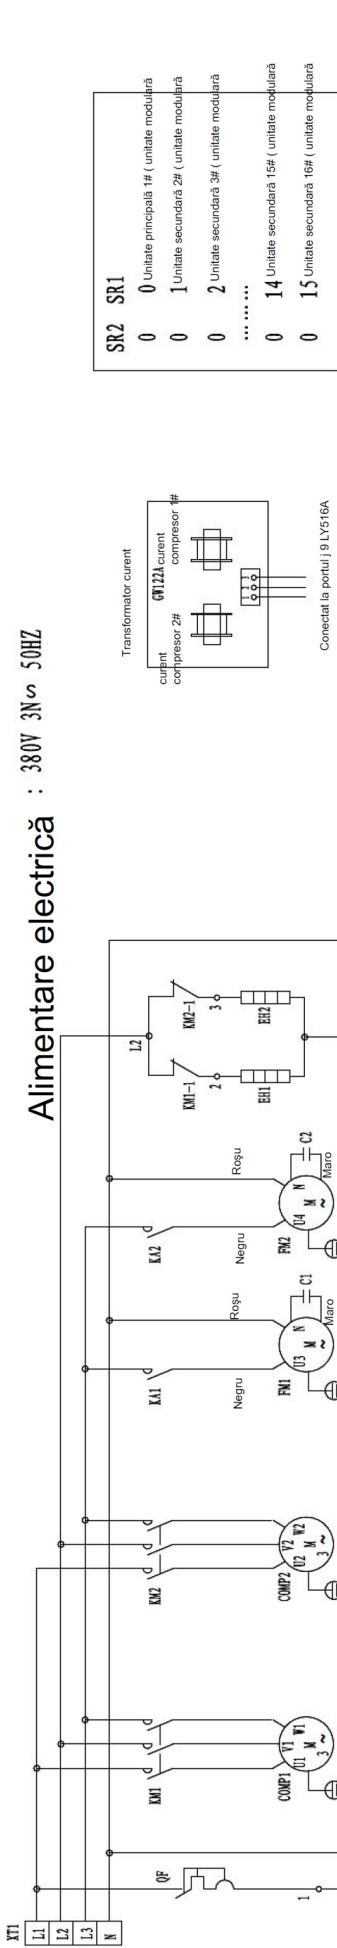 Alimentare electrică : 380V 3N∽ 50HZ
XT1
L1
L2
L3
N
QF
1
KM1
COMP1
U1 V1 W1
M
3 ~
KM2
COMP2
U2 V2 W2
M
3 ~
KA1
Negru
Roşu
FM1
U3 N
M
~
C1
Maro
KA2
Negru
Roşu
FM2
U4 N
M
~
C2
Maro
L2
KM1-1
2
EH1
KM2-1
3
EH2
Transformator curent
GW122A
curent
compresor 2#
curent
compresor 1#
1 2 3
Conectat la portul j 9 LY516A
SR2 SR1
0 0 Unitate principală 1# ( unitate modulară
0 1 Unitate secundară 2# ( unitate modulară
0 2 Unitate secundară 3# ( unitate modulară
… … …
0 14 Unitate secundară 15# ( unitate modulară
0 15 Unitate secundară 16# ( unitate modulară